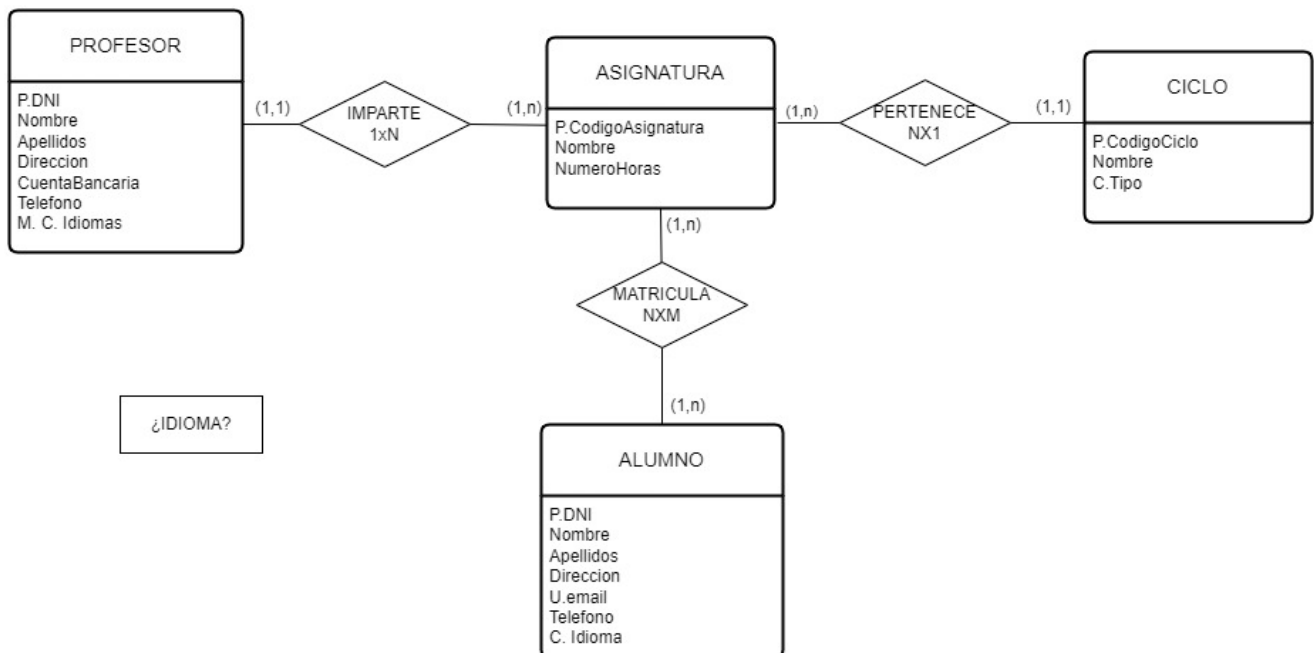 PROFESOR
P.DNI
Nombre
Apellidos
Direccion
CuentaBancaria
Telefono
M. C. Idiomas
(1,1)
IMPARTE
1xN
(1,n)
ASIGNATURA
P.CodigoAsignatura
Nombre
NumeroHoras
(1,n)
PERTENECE
NX1
(1,1)
CICLO
P.CodigoCiclo
Nombre
C.Tipo
(1,n)
MATRICULA
NXM
(1,n)
¿IDIOMA?
ALUMNO
P.DNI
Nombre
Apellidos
Direccion
U.email
Telefono
C. Idioma